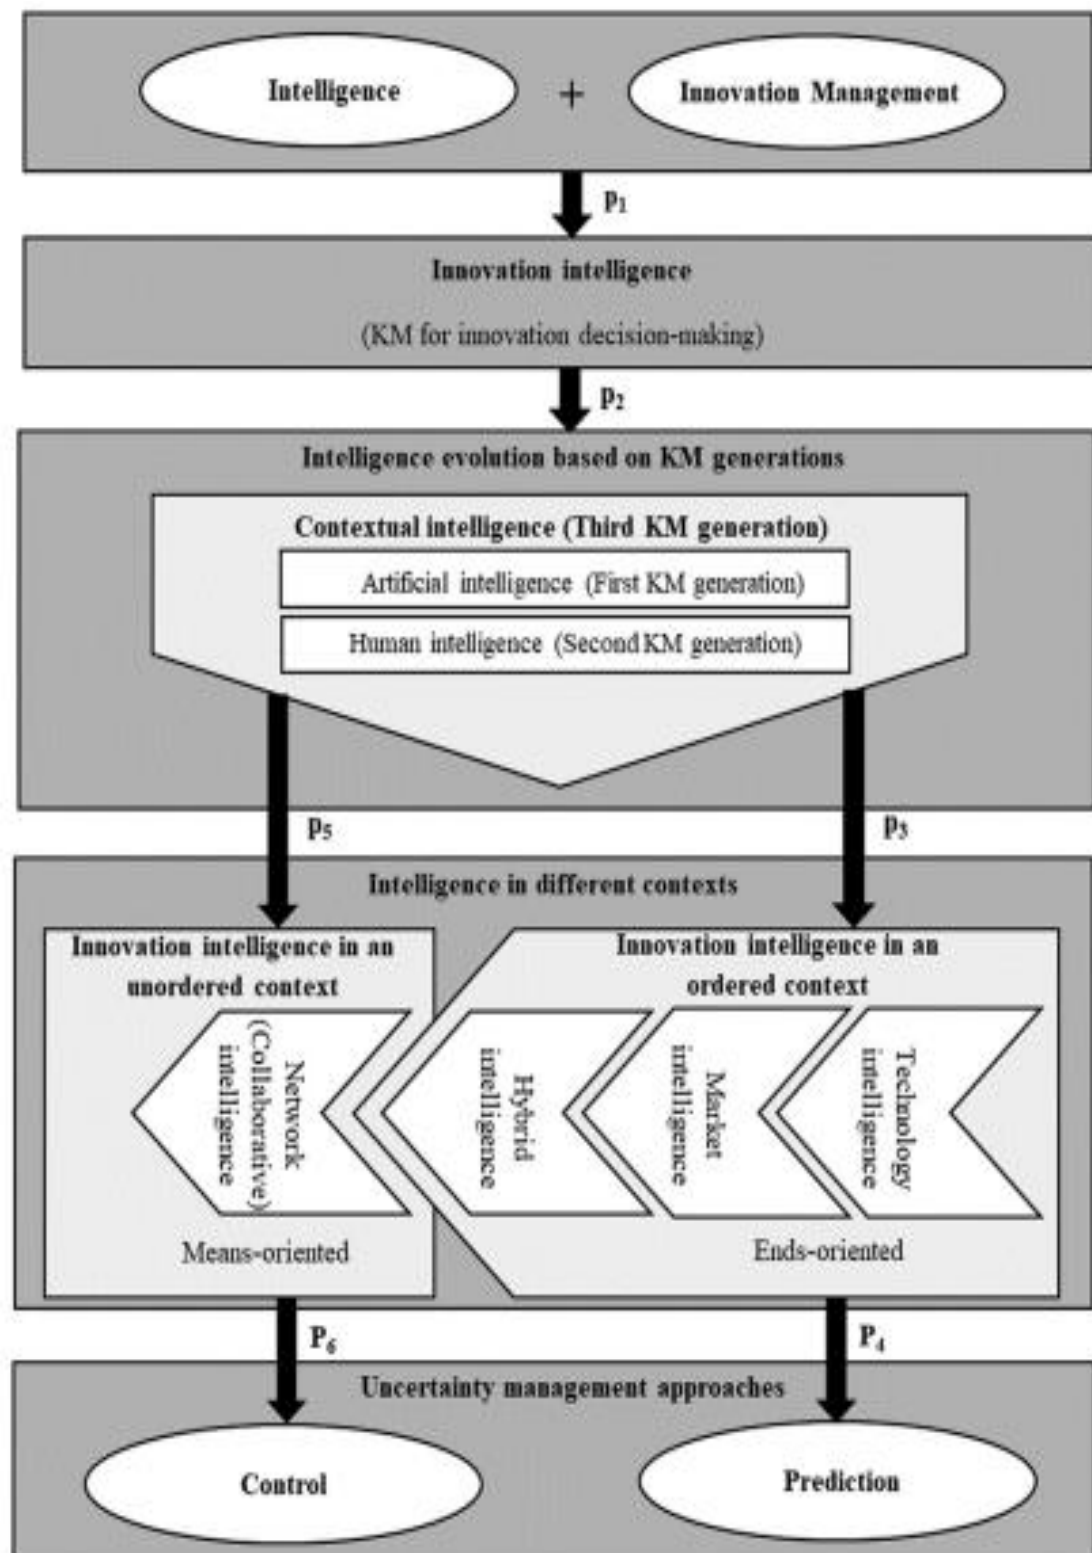 Intelligence
+
Innovation Management
p₁
Innovation intelligence
(KM for innovation decision-making)
p₂
Intelligence evolution based on KM generations
Contextual intelligence (Third KM generation)
Artificial intelligence (First KM generation)
Human intelligence (Second KM generation)
p₅
p₃
Intelligence in different contexts
Innovation intelligence in an
unordered context
Network
(Collaborative)
intelligence
Means-oriented
Innovation intelligence in an
ordered context
Hybrid
intelligence
Market
intelligence
Technology
intelligence
Ends-oriented
P₆
P₄
Uncertainty management approaches
Control
Prediction